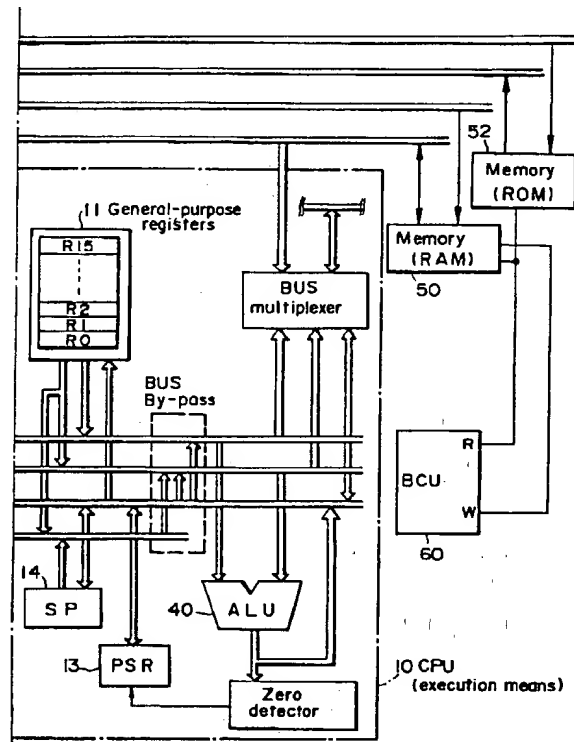 52
Memory
(ROM)
11 General-purpose
registers
R15
R2
R1
R0
Memory
(RAM)
50
BUS
multiplexer
BUS
By-pass
R
BCU
W
60
14
SP
40
ALU
13
PSR
10 CPU
(execution means)
Zero
detector